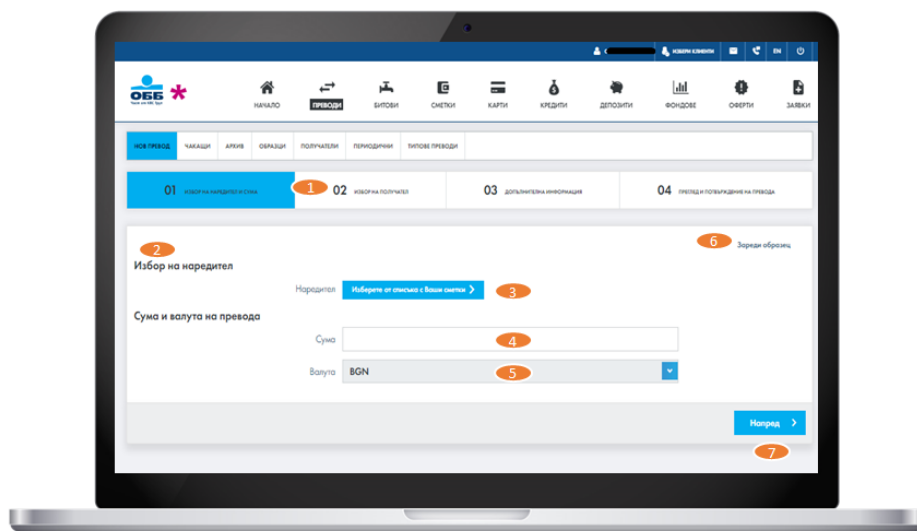 ИЗБЕРИ КЛИЕНТИ EN
ОББ
НАЧАЛО ПРЕВОДИ БИТОВИ СМЕТКИ КАРТИ КРЕДИТИ ДЕПОЗИТИ ФОНДОВЕ ОФЕРТИ ЗАЯВКИ
НОВ ПРЕВОД ЧАКАЩИ АРХИВ ОБРАЗЦИ ПОЛУЧАТЕЛИ ПЕРИОДИЧНИ ТИПОВЕ ПРЕВОДИ
01 ИЗБОР НА НАРЕДИТЕЛ И СУМА 1 02 ИЗБОР НА ПОЛУЧАТЕЛ 03 ДОПЪЛНИТЕЛНА ИНФОРМАЦИЯ 04 ПРЕГЛЕД И ПОТВЪРЖДЕНИЕ НА ПРЕВОДА
6 Зареди образец
2
Избор на наредител
Наредител Изберете от списъка с Ваши сметки 3
Сума и валута на превода
Сума 4
Валута BGN 5
Напред
7